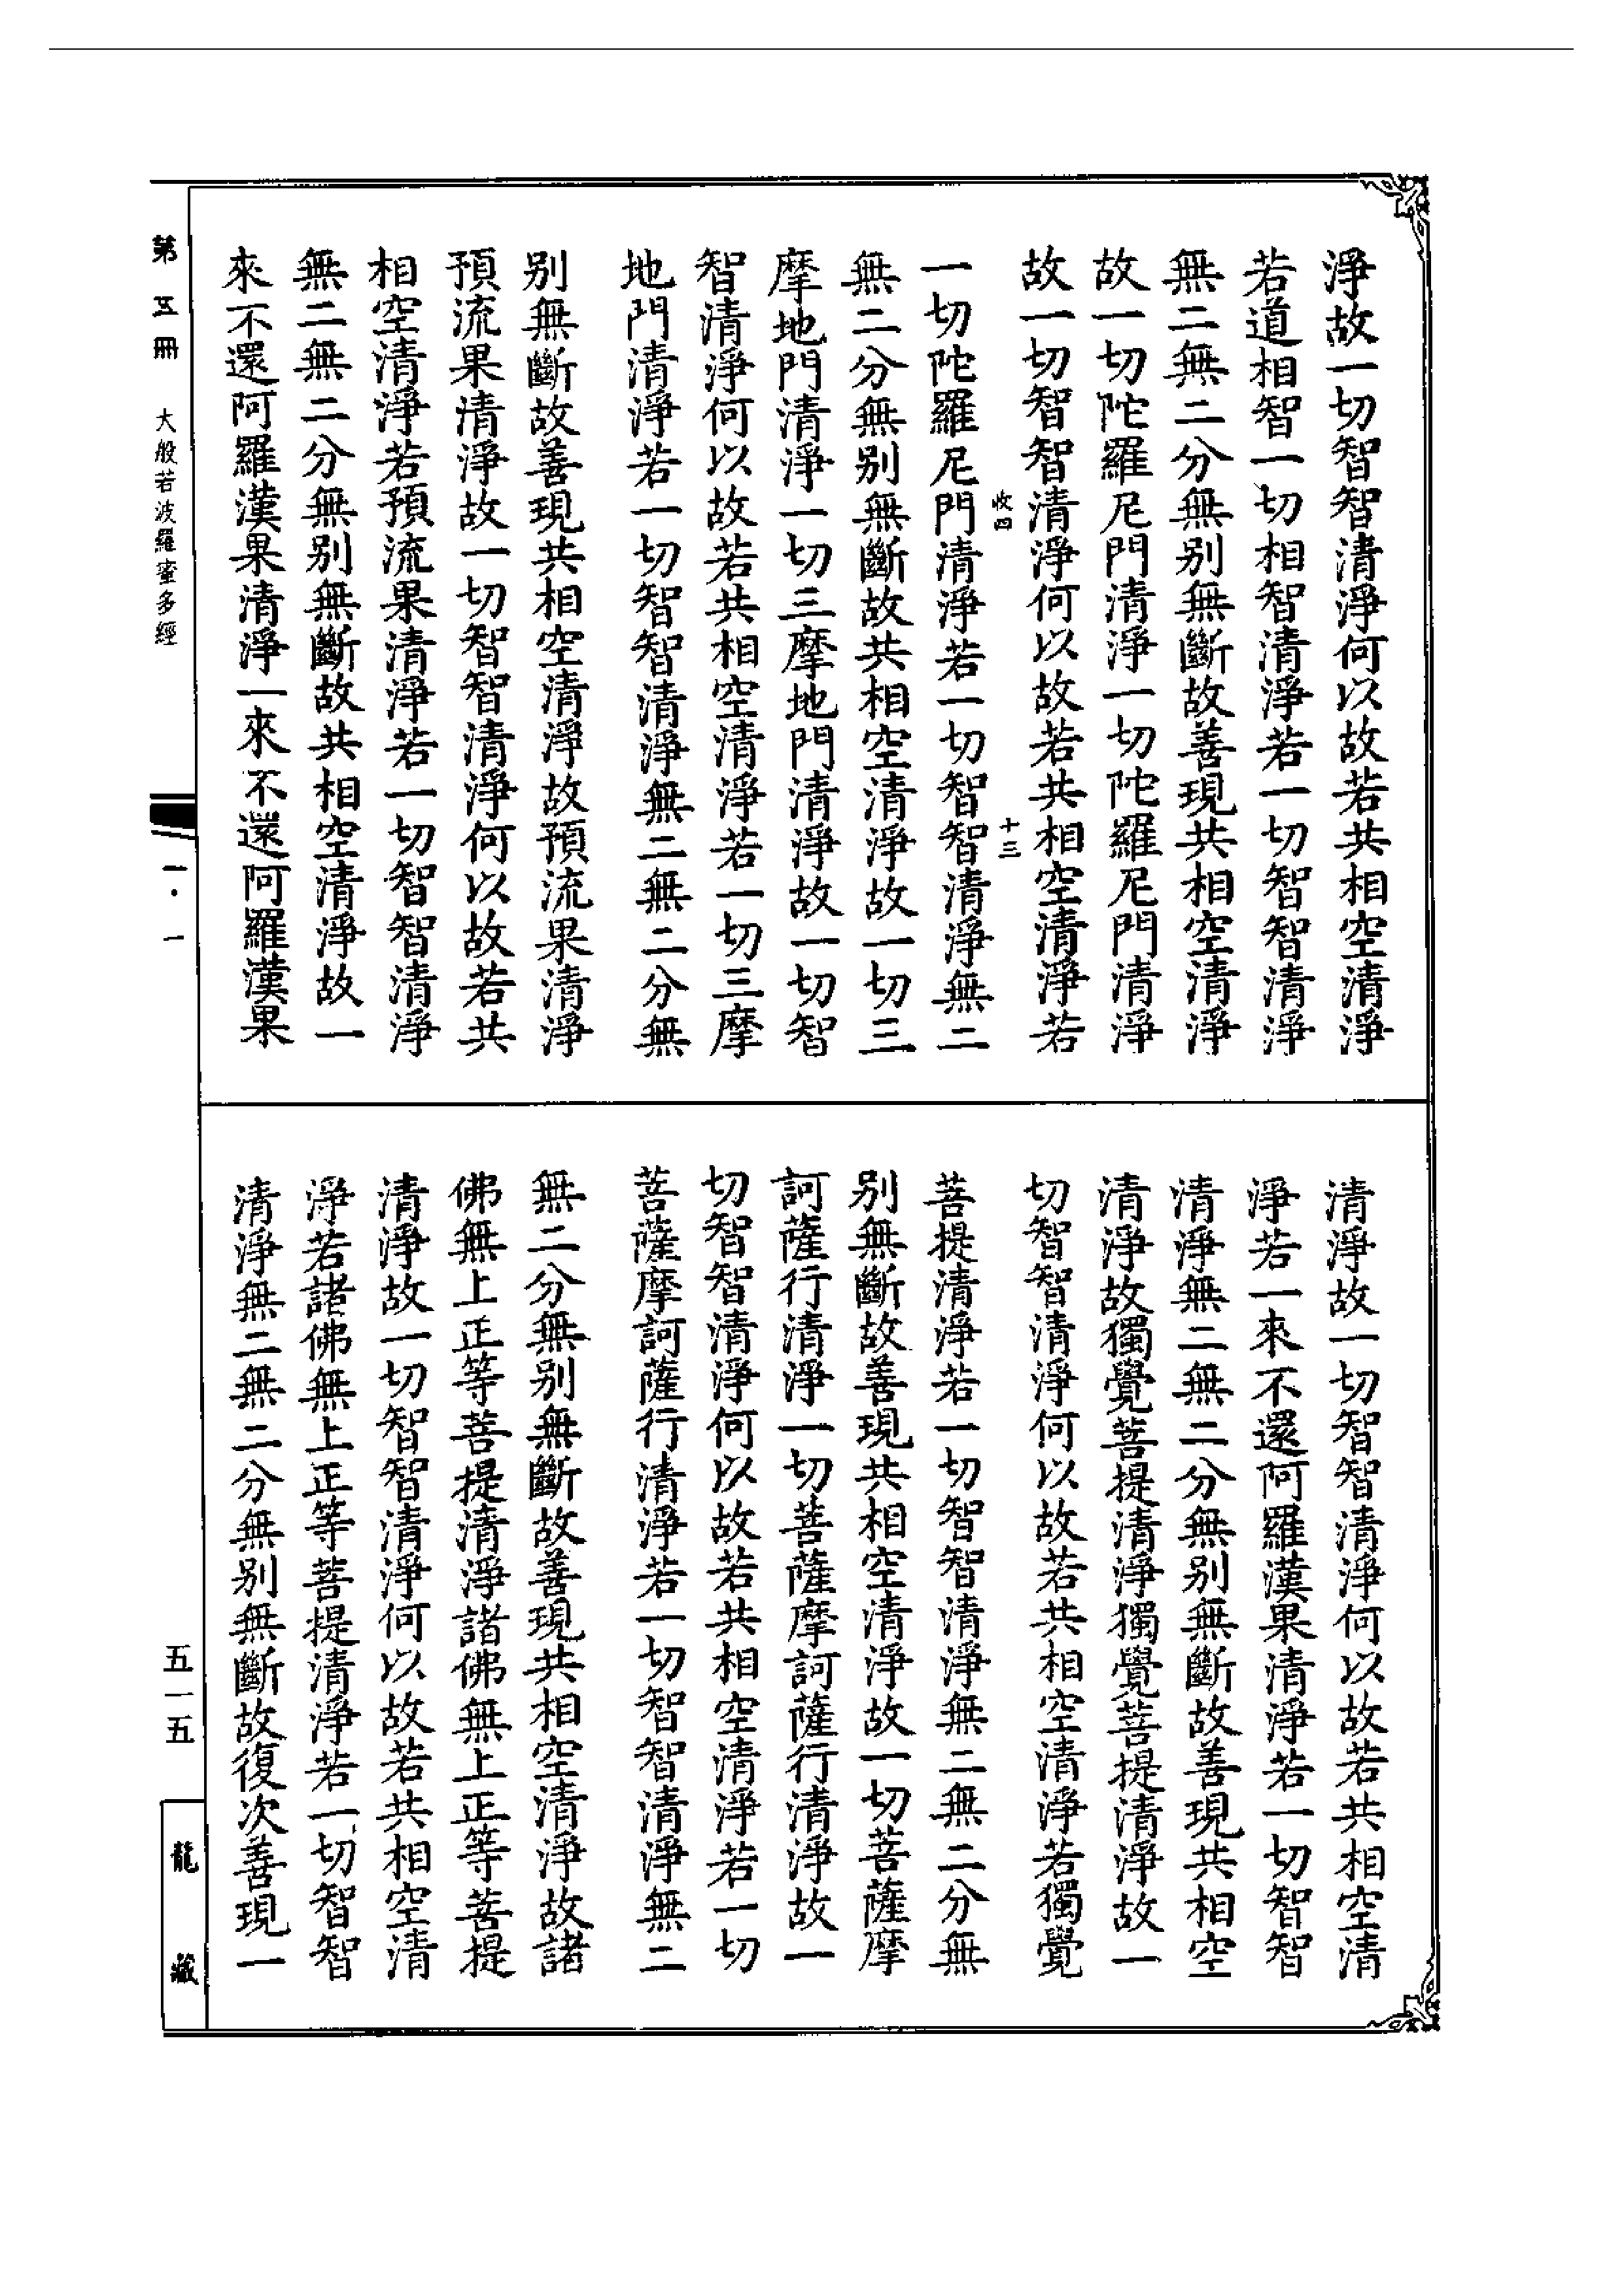 淨故一切智智清淨何以故若共相空清淨
若道相智一切相智清淨若一切智智清淨
無二無二分無别無斷故善現共相空清淨
故一切陀羅尼門清淨一切陀羅尼門清淨
故一切智智清淨何以故若共相空清淨若
收四
十三
一切陀羅尼門清淨若一切智智清淨無二
無二分無别無斷故共相空清淨故一切三
摩地門清淨一切三摩地門清淨故一切智
智清淨何以故若共相空清淨若一切三摩
地門清淨若一切智智清淨無二無二分無
别無斷故善現共相空清淨故預流果清淨
預流果清淨故一切智智清淨何以故若共
相空清淨若預流果清淨若一切智智清淨
無二無二分無别無斷故共相空清淨故一
來不還阿羅漢果清淨一來不還阿羅漢果
清淨故一切智智清淨何以故若共相空清
淨若一來不還阿羅漢果清淨若一切智智
清淨無二無二分無别無斷故善現共相空
清淨故獨覺菩提清淨獨覺菩提清淨故一
切智智清淨何以故若共相空清淨若獨覺
菩提清淨若一切智智清淨無二無二分無
别無斷故善現共相空清淨故一切菩薩摩
訶薩行清淨一切菩薩摩訶薩行清淨故一
切智智清淨何以故若共相空清淨若一切
菩薩摩訶薩行清淨若一切智智清淨無二
無二分無别無斷故善現共相空清淨故諸
佛無上正等菩提清淨諸佛無上正等菩提
清淨故一切智智清淨何以故若共相空清
淨若諸佛無上正等菩提清淨若一切智智
清淨無二無二分無别無斷故復次善現一
第五冊 大般若波羅蜜多經
一·一
五一五
龍藏